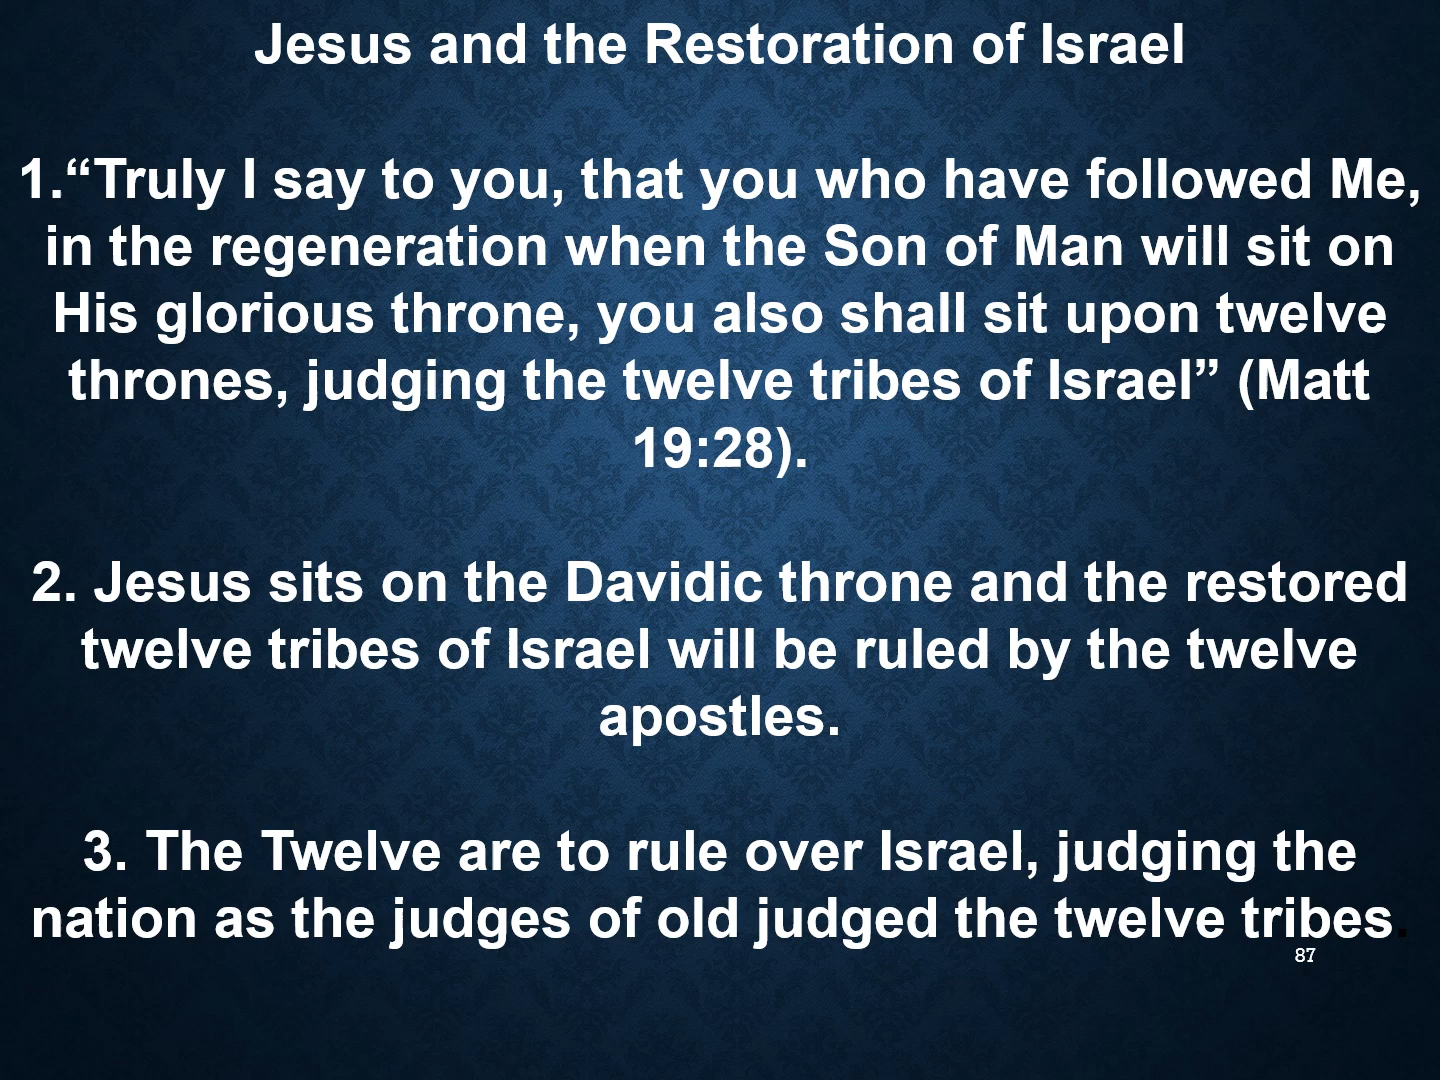 Jesus and the Restoration of Israel
1.“Truly I say to you, that you who have followed Me,
in the regeneration when the Son of Man will sit on
His glorious throne, you also shall sit upon twelve
thrones, judging the twelve tribes of Israel” (Matt
19:28).
2. Jesus sits on the Davidic throne and the restored
twelve tribes of Israel will be ruled by the twelve
apostles.
3. The Twelve are to rule over Israel, judging the
nation as the judges of old judged the twelve tribes.
87